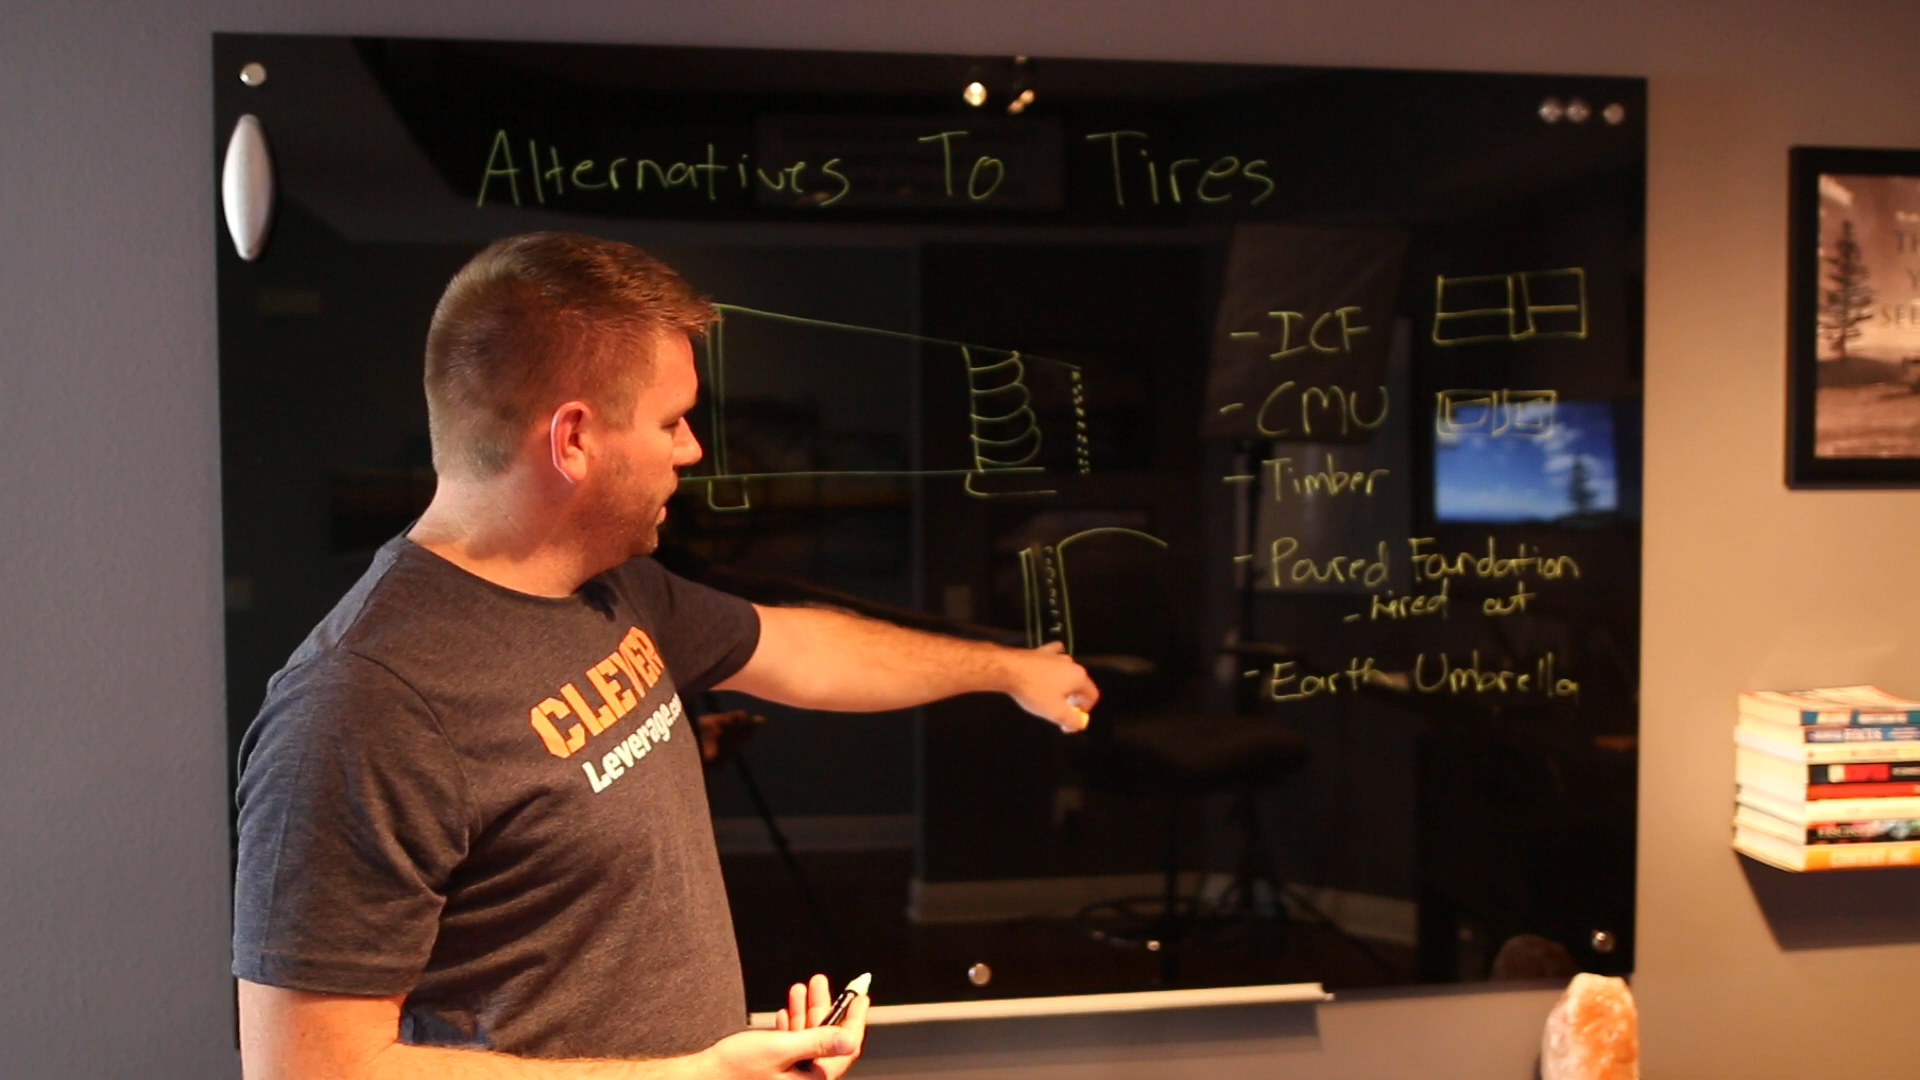 Alternatives To Tires
- ICF
- CMU
- Timber
- Poured Foundation
- hired out
- Earth Umbrella
CLEVER
Leverage.